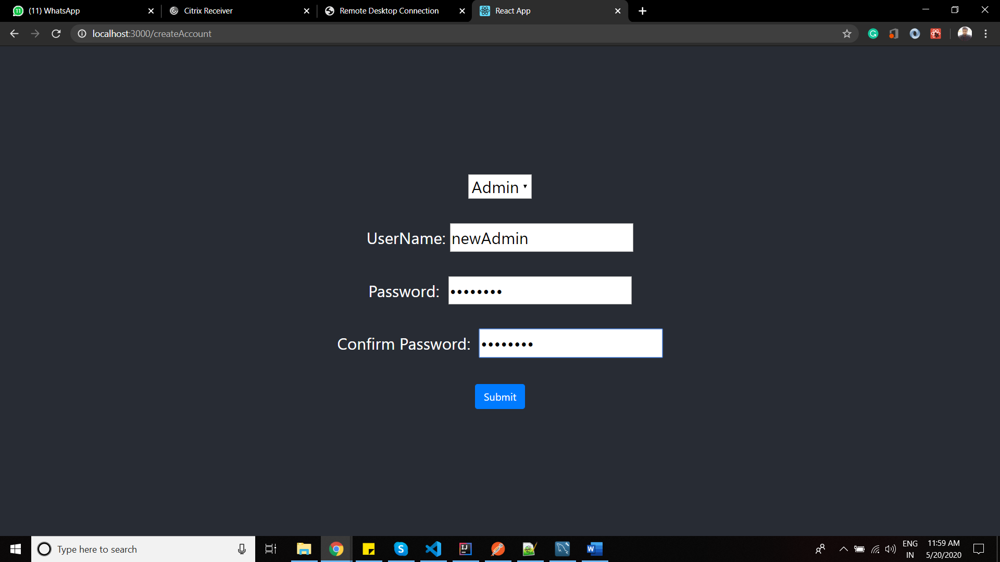 (11) WhatsApp
Citrix Receiver
Remote Desktop Connection
React App
localhost:3000/createAccount
Admin
UserName: newAdmin
Password: ••••••••
Confirm Password: ••••••••
Submit
Type here to search
ENG
IN
11:59 AM
5/20/2020